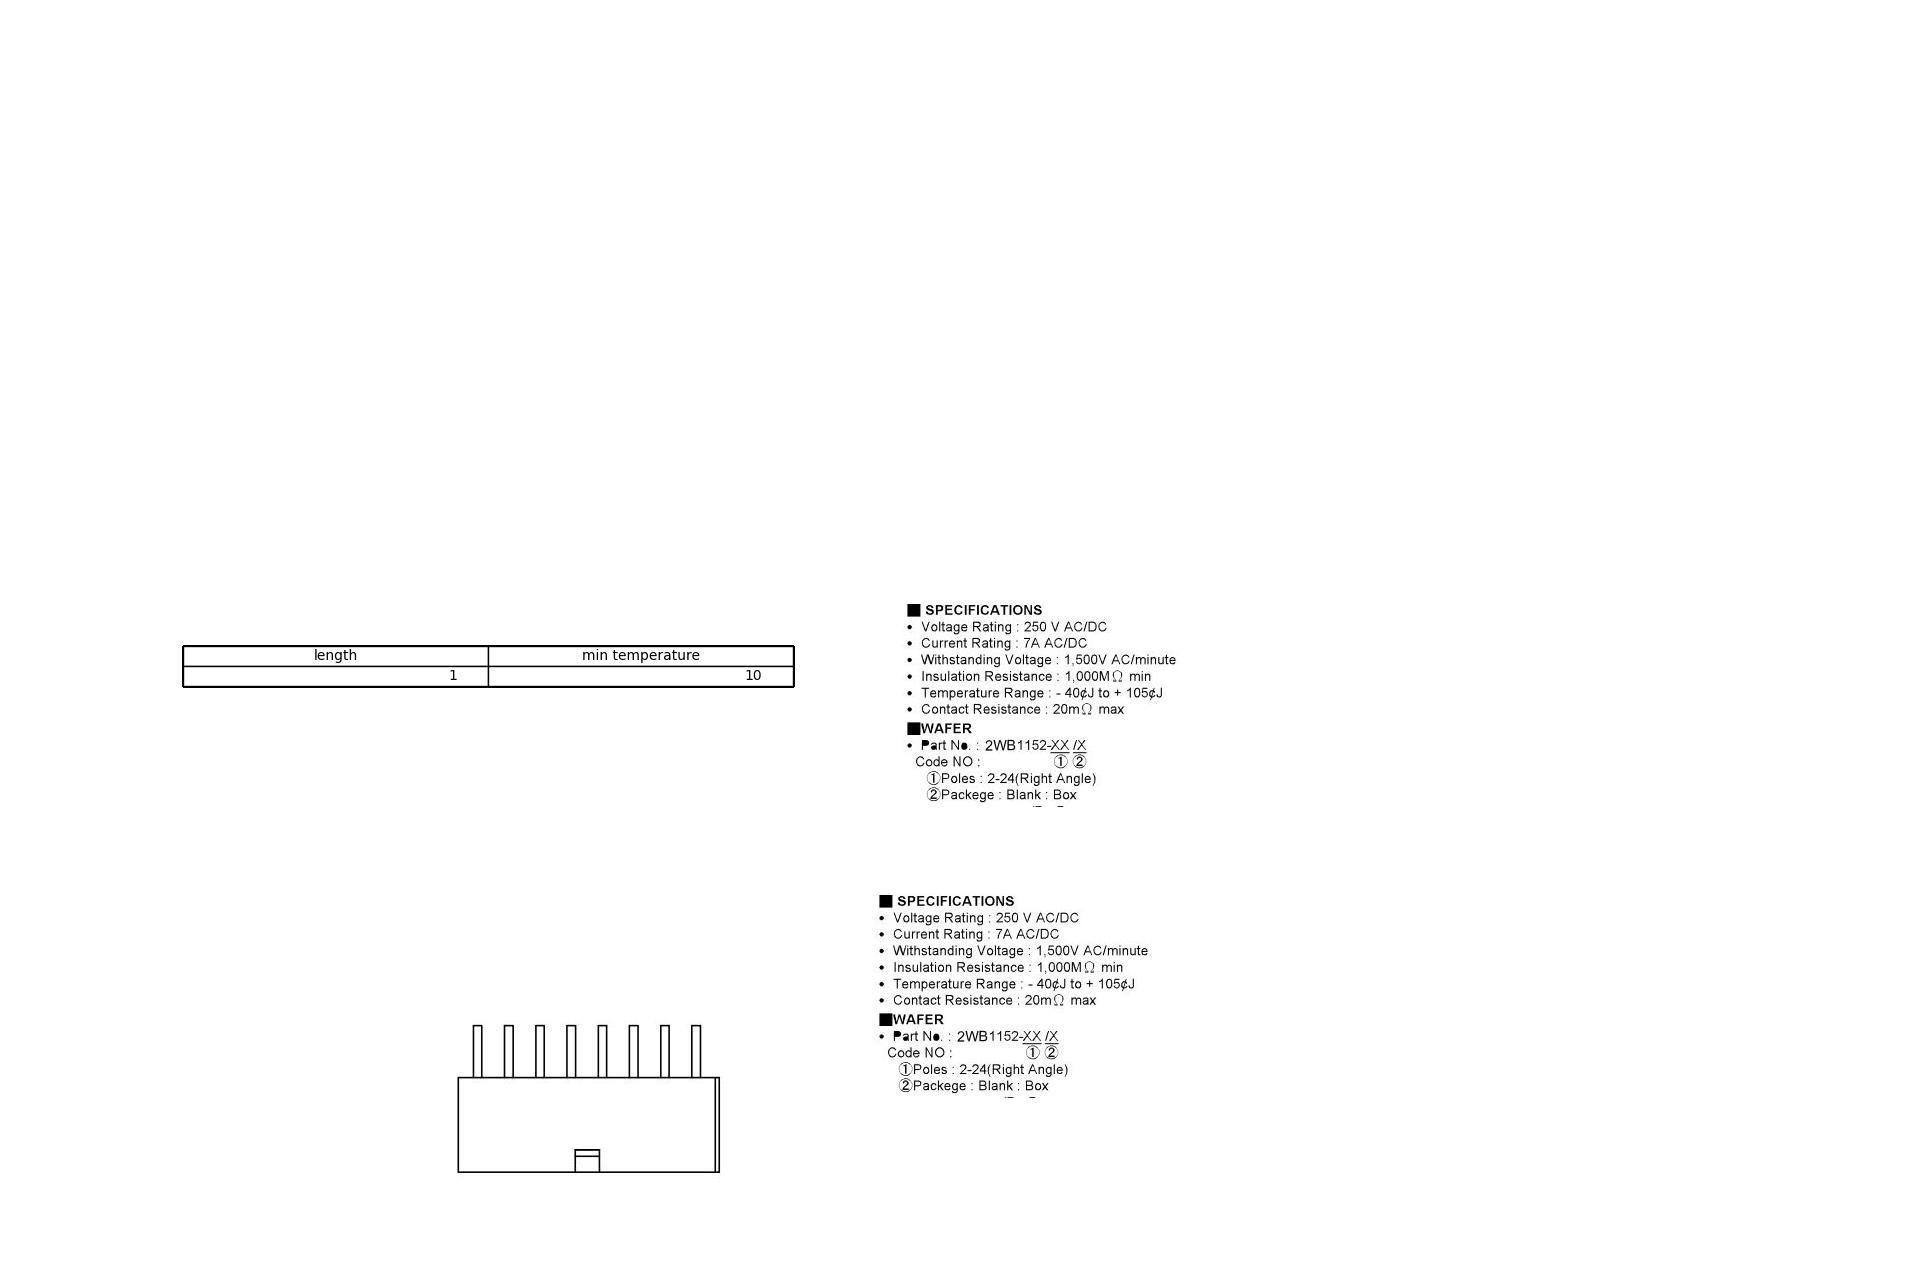 length min temperature
1 10
■ SPECIFICATIONS
• Voltage Rating : 250 V AC/DC
• Current Rating : 7A AC/DC
• Withstanding Voltage : 1,500V AC/minute
• Insulation Resistance : 1,000MΩ min
• Temperature Range : - 40¢J to + 105¢J
• Contact Resistance : 20mΩ max
■WAFER
• Part No. : 2WB1152-XX /X
Code NO : ① ②
①Poles : 2-24(Right Angle)
②Packege : Blank : Box
■ SPECIFICATIONS
• Voltage Rating : 250 V AC/DC
• Current Rating : 7A AC/DC
• Withstanding Voltage : 1,500V AC/minute
• Insulation Resistance : 1,000MΩ min
• Temperature Range : - 40¢J to + 105¢J
• Contact Resistance : 20mΩ max
■WAFER
• Part No. : 2WB1152-XX /X
Code NO : ① ②
①Poles : 2-24(Right Angle)
②Packege : Blank : Box